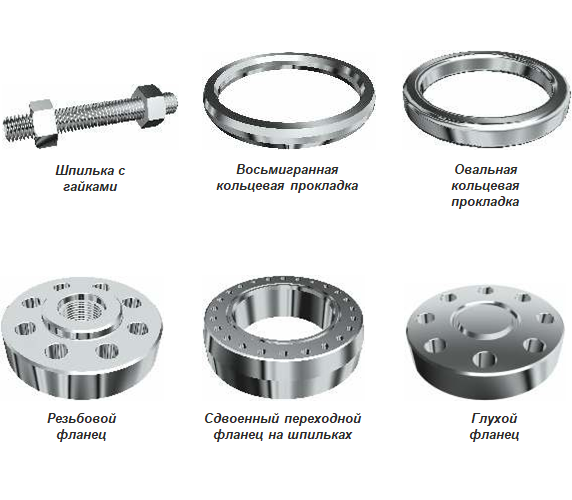 Шпилька с
гайками
Восьмигранная
кольцевая прокладка
Овальная
кольцевая
прокладка
Резьбовой
фланец
Сдвоенный переходной
фланец на шпильках
Глухой
фланец